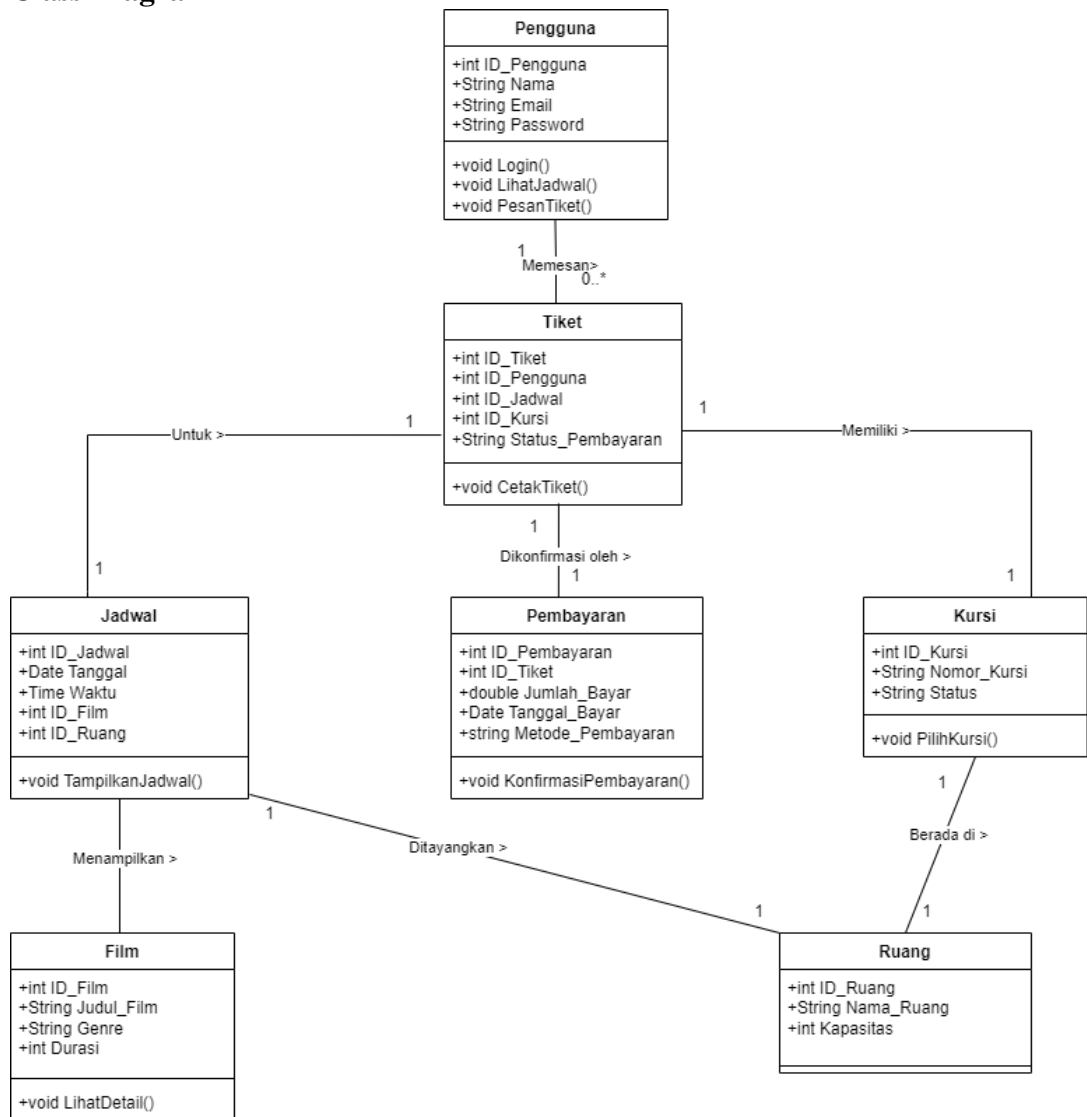 Pengguna
+int ID_Pengguna
+String Nama
+String Email
+String Password
+void Login()
+void LihatJadwal()
+void PesanTiket()
1
Memesan>
0..*
Tiket
+int ID_Tiket
+int ID_Pengguna
+int ID_Jadwal
+int ID_Kursi
+String Status_Pembayaran
+void CetakTiket()
1
Untuk >
1
1
Memiliki >
1
1
Dikonfirmasi oleh >
1
Jadwal
+int ID_Jadwal
+Date Tanggal
+Time Waktu
+int ID_Film
+int ID_Ruang
+void TampilkanJadwal()
Pembayaran
+int ID_Pembayaran
+int ID_Tiket
+double Jumlah_Bayar
+Date Tanggal_Bayar
+string Metode_Pembayaran
+void KonfirmasiPembayaran()
Kursi
+int ID_Kursi
+String Nomor_Kursi
+String Status
+void PilihKursi()
Menampilkan >
1
Ditayangkan >
1
1
Berada di >
1
Film
+int ID_Film
+String Judul_Film
+String Genre
+int Durasi
+void LihatDetail()
Ruang
+int ID_Ruang
+String Nama_Ruang
+int Kapasitas